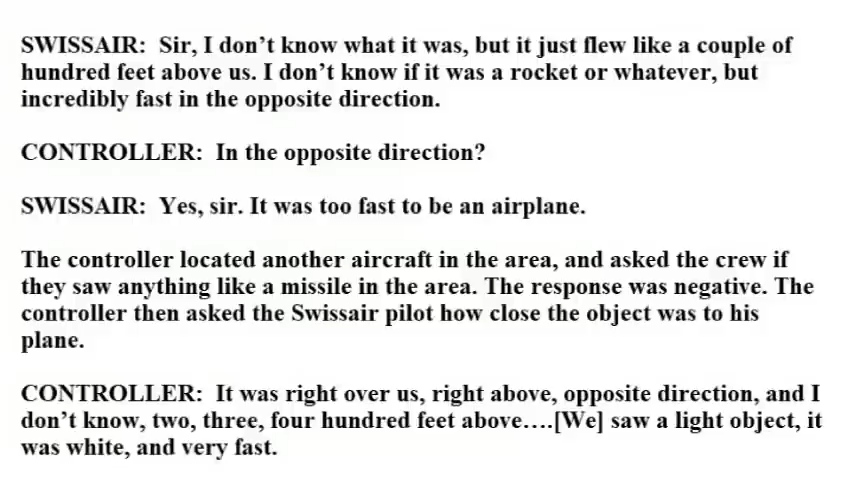 SWISSAIR: Sir, I don’t know what it was, but it just flew like a couple of
hundred feet above us. I don’t know if it was a rocket or whatever, but
incredibly fast in the opposite direction.
CONTROLLER: In the opposite direction?
SWISSAIR: Yes, sir. It was too fast to be an airplane.
The controller located another aircraft in the area, and asked the crew if
they saw anything like a missile in the area. The response was negative. The
controller then asked the Swissair pilot how close the object was to his
plane.
CONTROLLER: It was right over us, right above, opposite direction, and I
don’t know, two, three, four hundred feet above….[We] saw a light object, it
was white, and very fast.